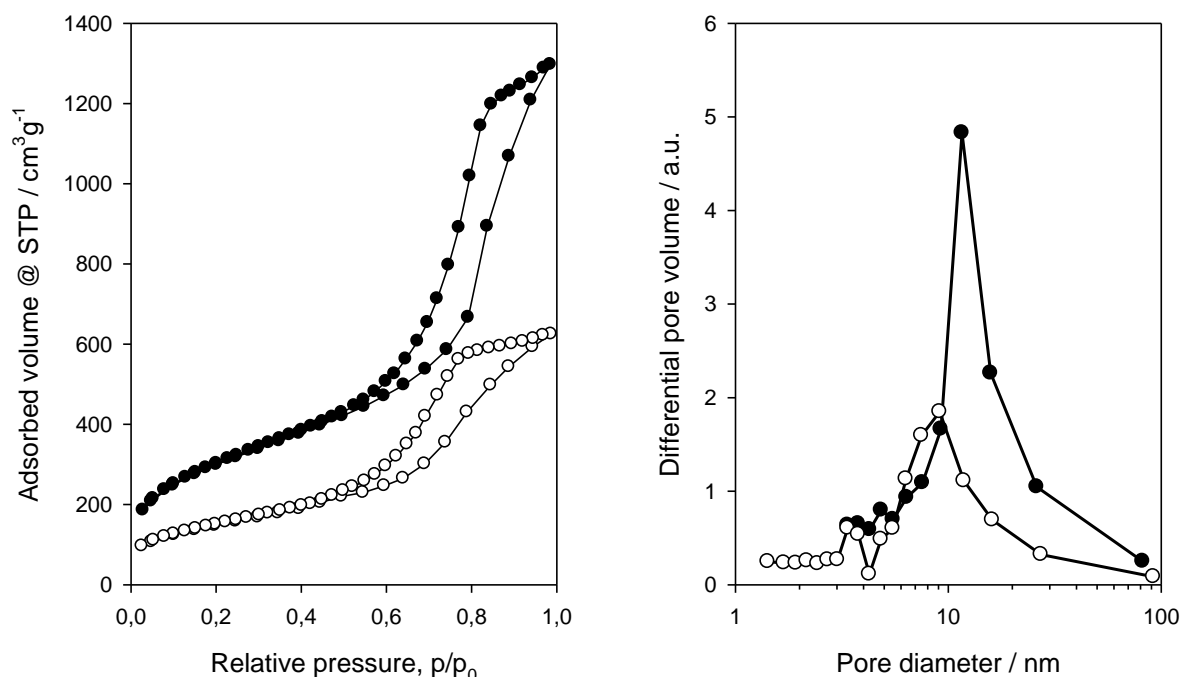 Adsorbed volume @ STP / cm³g⁻¹
1400
1200
1000
800
600
400
200
0
0,0 0,2 0,4 0,6 0,8 1,0
Relative pressure, p/p₀
Differential pore volume / a.u.
6
5
4
3
2
1
0
1 10 100
Pore diameter / nm